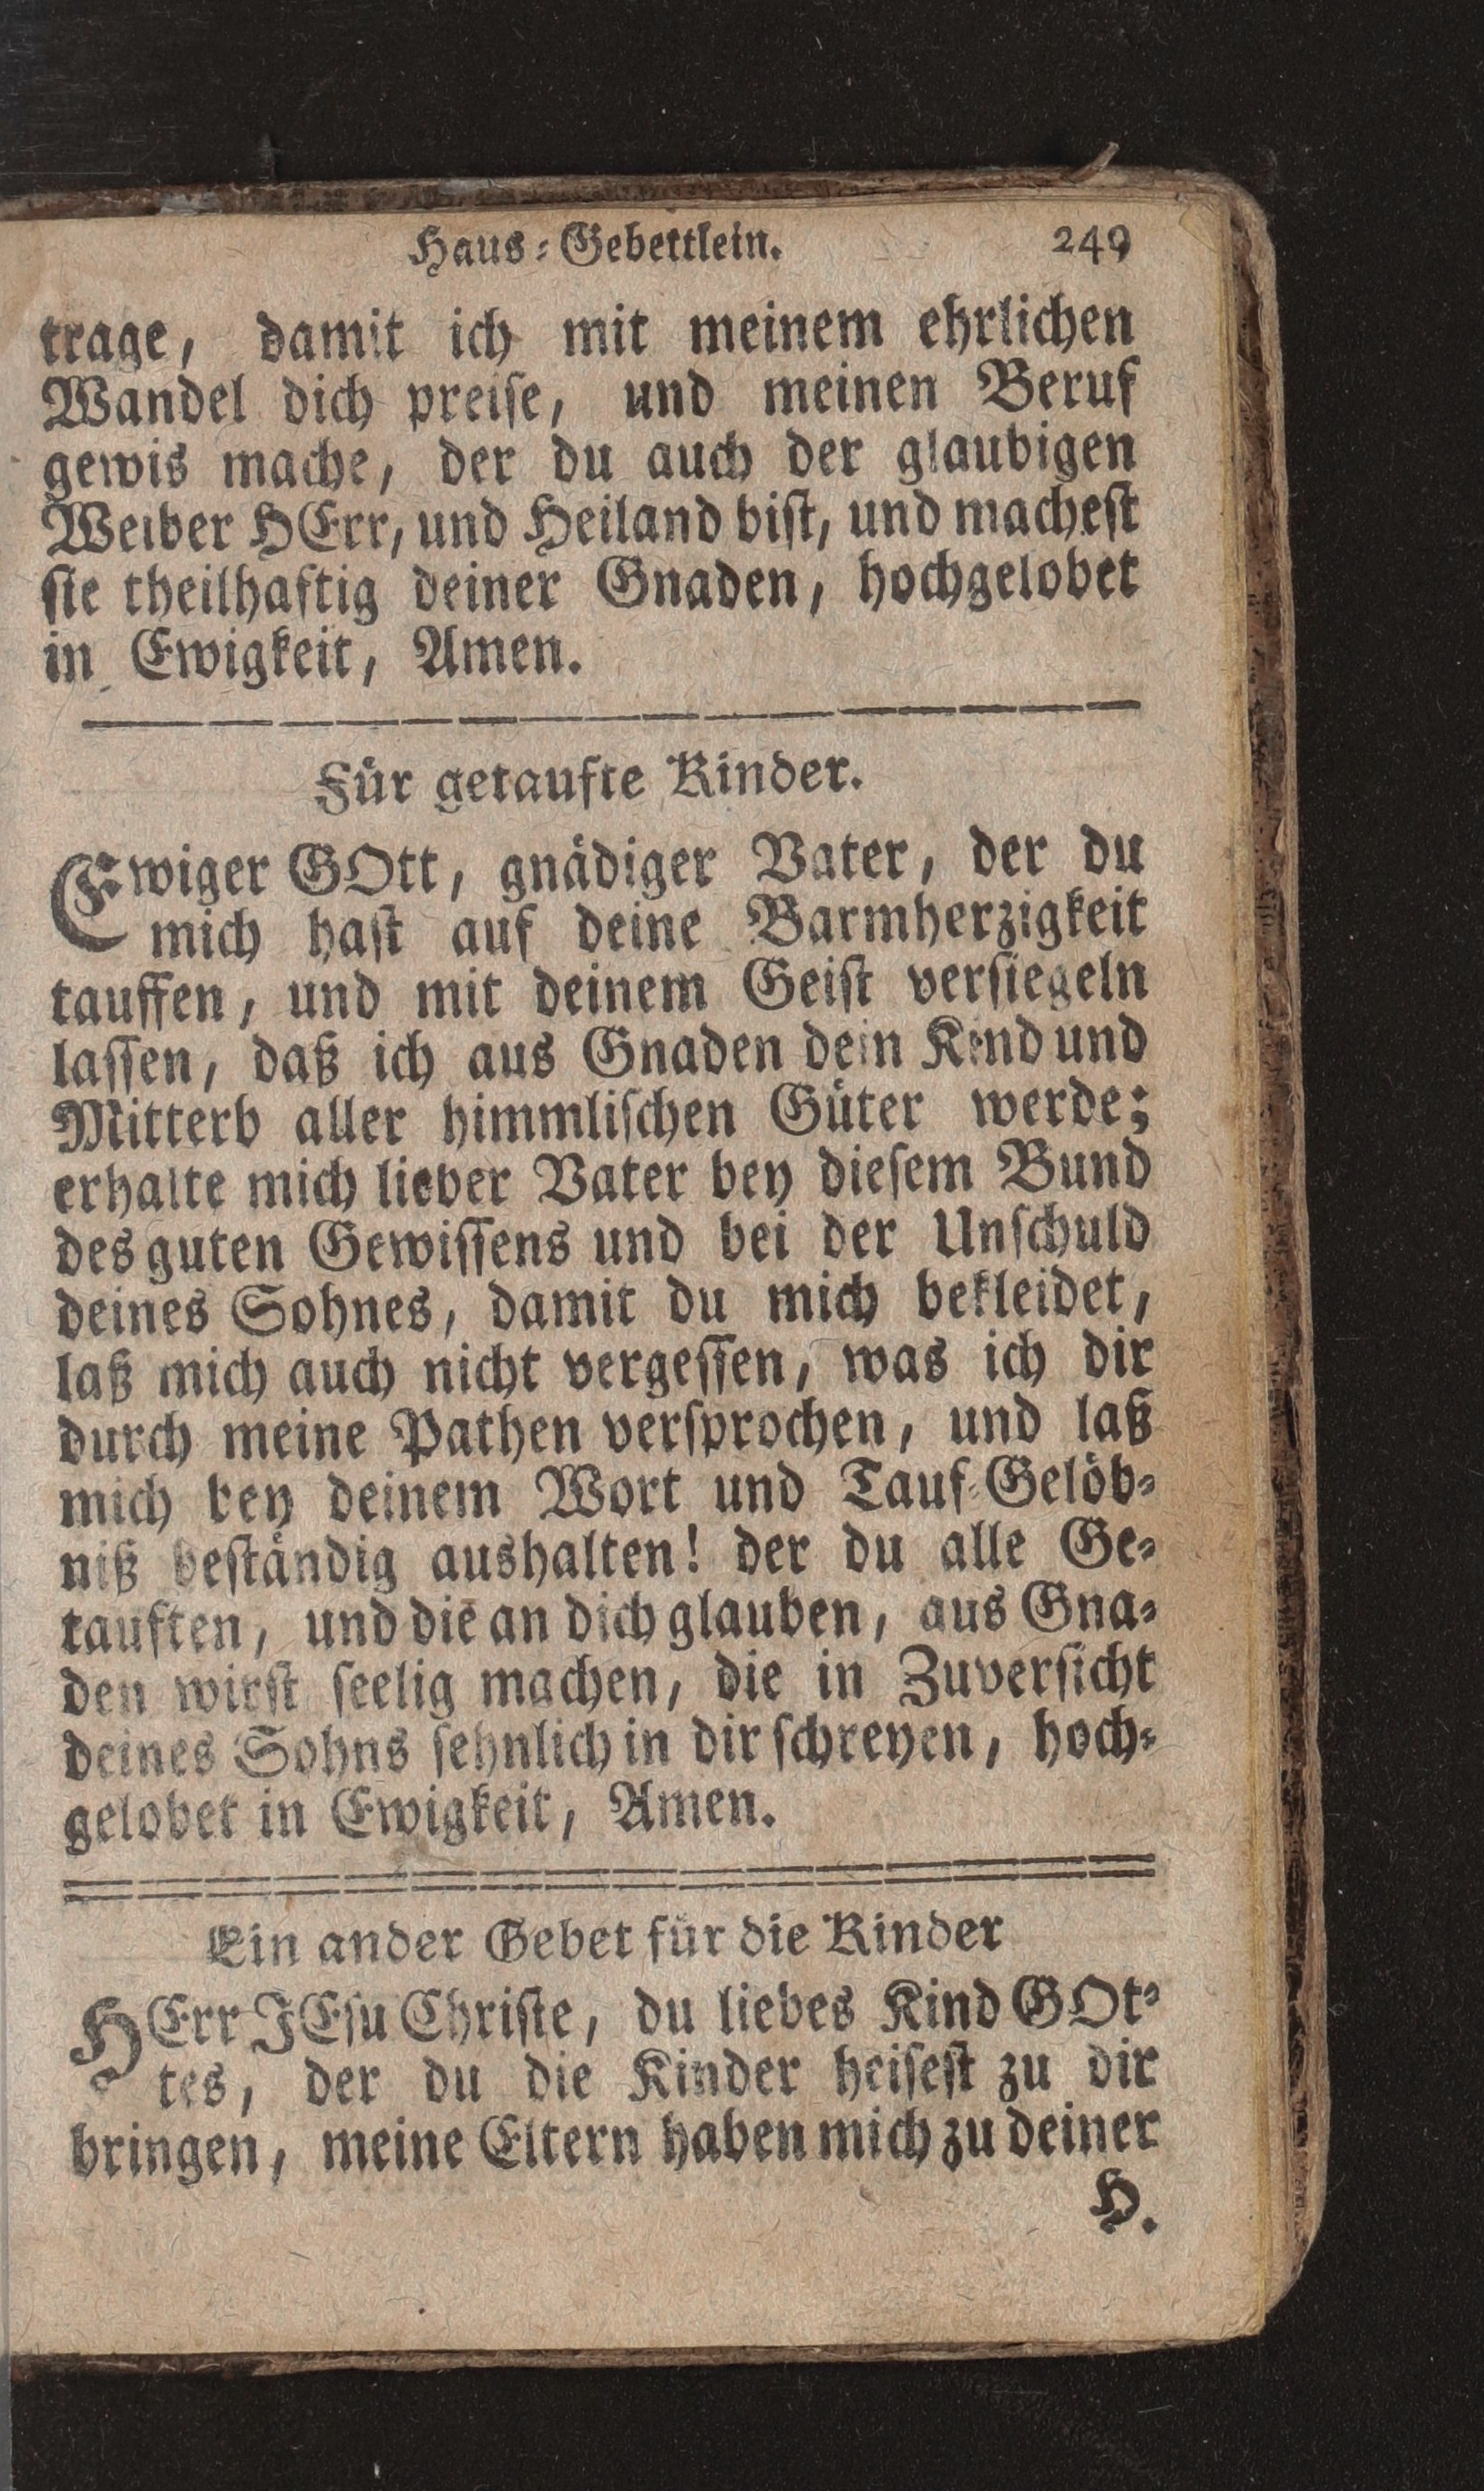 Haus-Gebettlein. 249
trage, damit ich mit meinem ehrlichen
Wandel dich preise, und meinen Beruf
gewis mache, der du auch der glaubigen
Weiber HErr, und Heiland bist, und machest
sie theilhaftig deiner Gnaden, hochgelobet
in Ewigkeit, Amen.
Für getaufte Kinder.
Ewiger GOtt, gnädiger Vater, der du
mich hast auf deine Barmherzigkeit
tauffen, und mit deinem Geist versiegeln
lassen, daß ich aus Gnaden dein Kind und
Mitterb aller himmlischen Güter werde;
erhalte mich lieber Vater bey diesem Bund
des guten Gewissens und bei der Unschuld
deines Sohnes, damit du mich bekleidet,
laß mich auch nicht vergessen, was ich dir
durch meine Pathen versprochen, und laß
mich bey deinem Wort und Tauf-Gelöb-
niß beständig aushalten! der du alle Ge-
tauften, und die an dich glauben, aus Gna-
den wirst seelig machen, die in Zuversicht
deines Sohns sehnlich in dir schreyen, hoch-
gelobet in Ewigkeit, Amen.
Ein ander Gebet für die Kinder
HErr JEsu Christe, du liebes Kind GOt-
tes, der du die Kinder heisest zu dir
bringen, meine Eltern haben mich zu deiner
H.